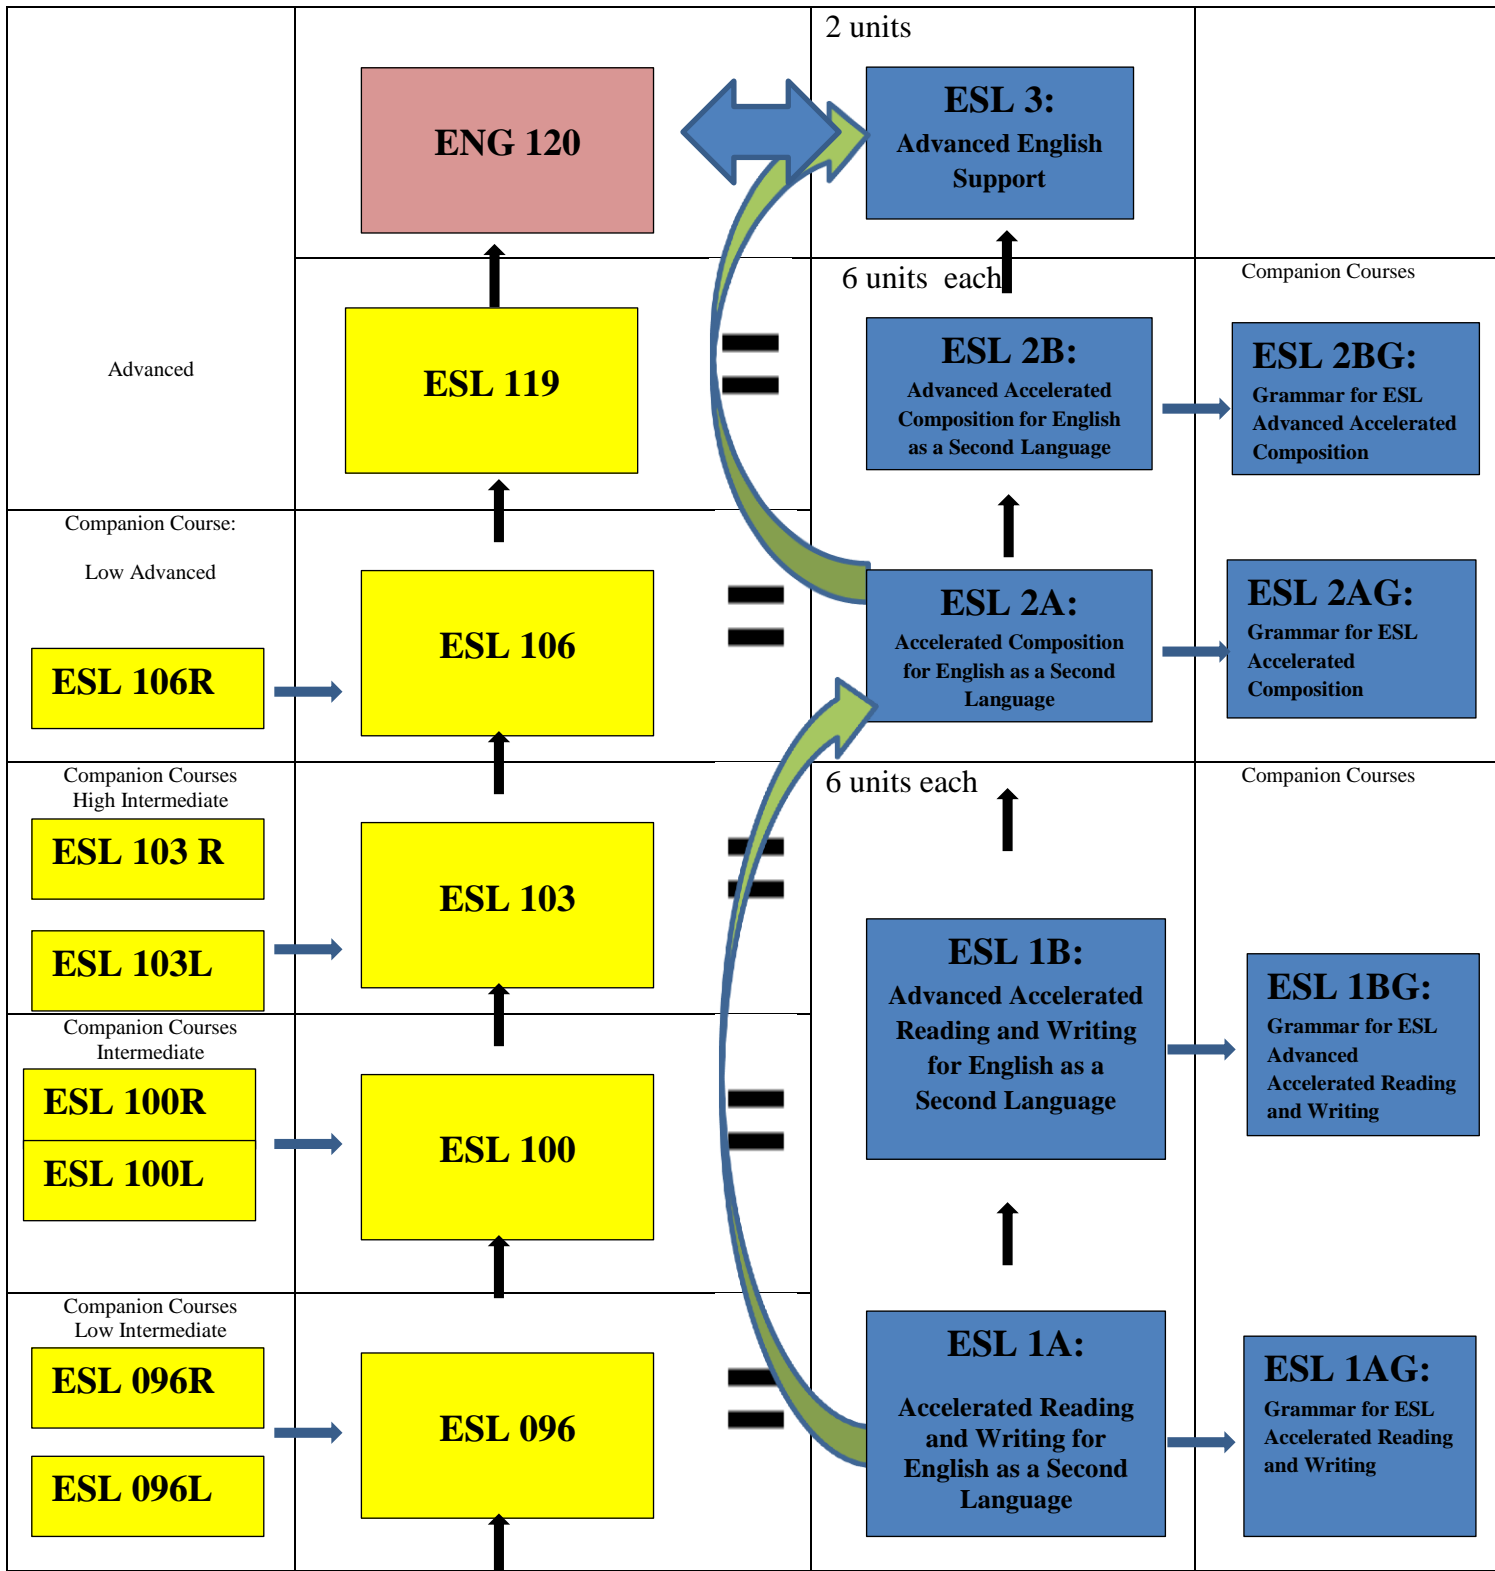 2 units
ENG 120
ESL 3:
Advanced English
Support
Advanced
ESL 119
6 units  each
ESL 2B:
Advanced Accelerated
Composition for English
as a Second Language
Companion Courses
ESL 2BG:
Grammar for ESL
Advanced Accelerated
Composition
Companion Course:
Low Advanced
ESL 106R
ESL 106
ESL 2A:
Accelerated Composition
for English as a Second
Language
ESL 2AG:
Grammar for ESL
Accelerated
Composition
Companion Courses
High Intermediate
ESL 103 R
ESL 103L
ESL 103
6 units each
ESL 1B:
Advanced Accelerated
Reading and Writing
for English as a
Second Language
Companion Courses
ESL 1BG:
Grammar for ESL
Advanced
Accelerated Reading
and Writing
Companion Courses
Intermediate
ESL 100R
ESL 100L
ESL 100
Companion Courses
Low Intermediate
ESL 096R
ESL 096L
ESL 096
ESL 1A:
Accelerated Reading
and Writing for
English as a Second
Language
ESL 1AG:
Grammar for ESL
Accelerated Reading
and Writing